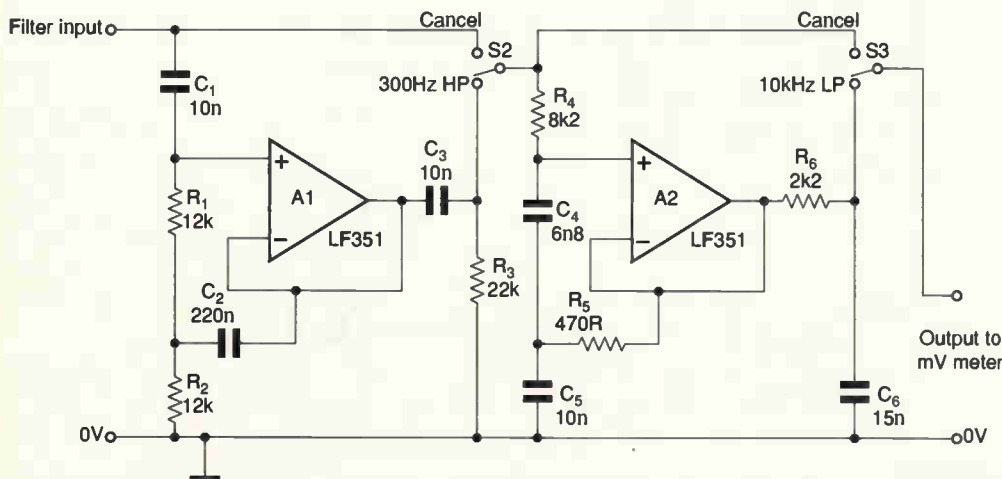 Filter input
Cancel
S2
300Hz HP
C1
10n
R1
12k
C2
220n
R2
12k
+
A1
−
LF351
C3
10n
R3
22k
Cancel
S3
10kHz LP
R4
8k2
C4
6n8
R5
470R
C5
10n
+
A2
−
LF351
R6
2k2
C6
15n
Output to
mV meter
0V
0V